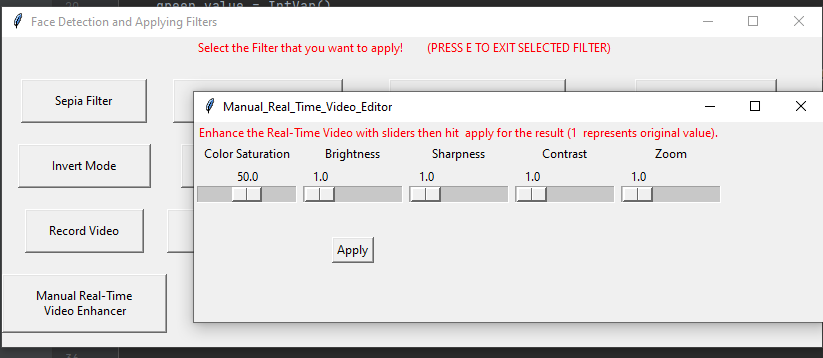 green_value = IntVar()
Face Detection and Applying Filters
Select the Filter that you want to apply! (PRESS E TO EXIT SELECTED FILTER)
Sepia Filter
Invert Mode
Record Video
Manual Real-Time
Video Enhancer
Manual_Real_Time_Video_Editor
Enhance the Real-Time Video with sliders then hit apply for the result (1 represents original value).
Color Saturation Brightness Sharpness Contrast Zoom
50.0 1.0 1.0 1.0 1.0
Apply